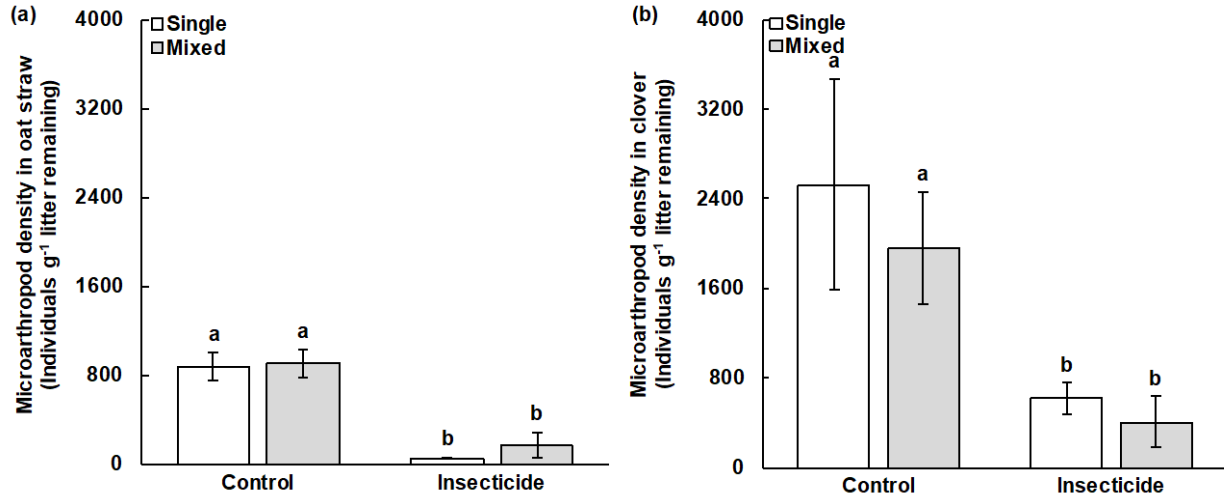 (a)
Microarthropod density in oat straw
(Individuals g⁻¹ litter remaining)
4000
3200
2400
1600
800
0
Single
Mixed
a
a
b
b
Control
Insecticide
(b)
Microarthropod density in clover
(Individuals g⁻¹ litter remaining)
4000
3200
2400
1600
800
0
Single
Mixed
a
a
b
b
Control
Insecticide